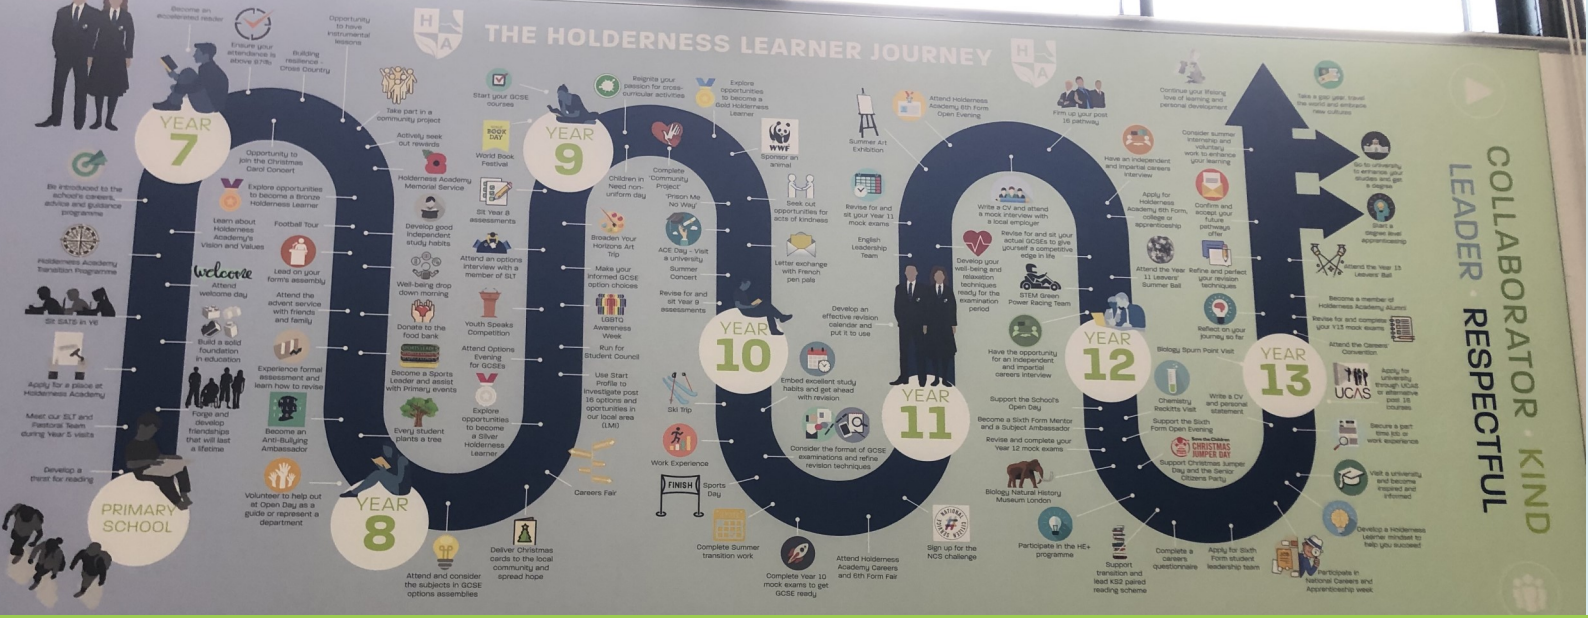 THE HOLDERNESS LEARNER JOURNEY
H
A
H
A
PRIMARY
SCHOOL
Develop a
thirst for reading
Meet our SLT and
Pastoral Team
during Year 5 visits
Apply for a place at
Holderness Academy
Sit SATS in Y6
Holderness Academy
Transition Programme
Be introduced to the
school's careers,
advice and guidance
programme
YEAR
7
Become an
accelerated reader
Ensure your
attendance is
above 97%
Building
resilience -
Cross Country
Opportunity
to have
instrumental
lessons
Take part in a
community project
Opportunity to
join the Christmas
Carol Concert
Explore opportunities
to become a Bronze
Holderness Learner
Learn about
Holderness
Academy's
Vision and Values
Football Tour
welcome
Attend
welcome day
Lead on your
form's assembly
Build a solid
foundation
in education
Attend the
advent service
with friends
and family
Experience formal
assessment and
learn how to revise
Forge and
develop
friendships
that will last
a lifetime
Become an
Anti-Bullying
Ambassador
Volunteer to help out
at Open Day as a
guide or represent a
department
Actively seek
out rewards
Holderness Academy
Memorial Service
Develop good
independent
study habits
Well-being drop
down morning
Donate to the
food bank
Become a Sports
Leader and assist
with Primary events
Every student
plants a tree
YEAR
8
Attend and consider
the subjects in GCSE
options assemblies
Deliver Christmas
cards to the local
community and
spread hope
Careers Fair
Explore
opportunities
to become
a Silver
Holderness
Learner
Attend Options
Evening
for GCSEs
Youth Speaks
Competition
Attend an options
interview with a
member of SLT
Sit Year 8
assessments
BOOK
DAY
World Book
Festival
Start your GCSE
courses
YEAR
9
Reignite your
passion for cross-
curricular activities
Explore
opportunities
to become a
Gold Holderness
Learner
WWF
Sponsor an
animal
Children in
Need non-
uniform day
Complete
'Community
Project'
'Prison Me
No Way'
Broaden Your
Horizons Art
Trip
ACE Day - Visit
a university
Make your
informed GCSE
option choices
Summer
Concert
LGBTQ
Awareness
Week
Revise for and
sit Year 9
assessments
Run for
Student Council
Use Start
Profile to
investigate post
16 options and
oportunities in
our local area
(LMI)
Seek out
opportunities for
acts of kindness
Letter exchange
with French
pen pals
YEAR
10
Ski Trip
Work Experience
FINISH
Sports
Day
Complete Summer
transition work
Complete Year 10
mock exams to get
GCSE ready
Attend Holderness
Academy Careers
and 6th Form Fair
NATIONAL CITIZEN SERVICE
Sign up for the
NCS challenge
Embed excellent study
habits and get ahead
with revision
Consider the format of GCSE
examinations and refine
revision techniques
Develop an
effective revision
calendar and
put it to use
English
Leadership
Team
Revise for and
sit your Year 11
mocks
Summer Art
Exhibition
YEAR
11
Attend Holderness
Academy 6th Form
Open Evening
Firm up your post
16 pathway
Write a CV and attend
a mock interview with
a local employer
Develop your
well-being and
relaxation
techniques
ready for the
examination
period
Revise for and sit your
actual GCSEs to give
yourself a competitive
edge in life
STEM Green
Power Racing Team
Have the opportunity
for an independent
and impartial
careers interview
Have an independent
and impartial careers
interview
Apply for
Holderness
Academy 6th Form,
college or
apprenticeship
Attend the Year
11 Leavers'
Summer Ball
YEAR
12
Support the School's
Open Day
Become a Sixth Form Mentor
and a Subject Ambassador
Revise and complete your
Year 12 mock exams
Biology Natural History
Museum London
Participate in the HE+
programme
Support
transition and
lead KS2 paired
reading scheme
Complete a
careers
questionnaire
Apply for Sixth
Form student
leadership team
Participate in
National Careers and
Apprenticeship week
Biology Spurn Point Visit
Chemistry
Reckitts Visit
Write a CV
and personal
statement
Support the Sixth
Form Open Evening
Save the Children
CHRISTMAS
JUMPER DAY
Support Christmas Jumper
Day and the Senior
Citizens Party
Develop a Holderness
Learner mindset to
help you succeed
Visit a university
and become
inspired and
informed
Secure a part
time job or
work experience
UCAS
Apply for
university
through UCAS
or alternative
post 18
courses
YEAR
13
Attend the Careers'
Convention
Revise for and complete
your Y13 mock exams
Become a member of
Holderness Academy Alumni
Attend the Year 13
Leavers' Ball
Reflect on your
journey so far
Refine and perfect
your revision
techniques
Confirm and
accept your
future
pathways
offer
Consider summer
internship and
voluntary
work to enhance
your learning
Continue your lifelong
love of learning and
personal development
Take a gap year, travel
the world and embrace
new cultures
Go to university
to enhance your
studies and get
a degree
Start a
degree level
apprenticeship
COLLABORATOR • KIND
LEADER • RESPECTFUL